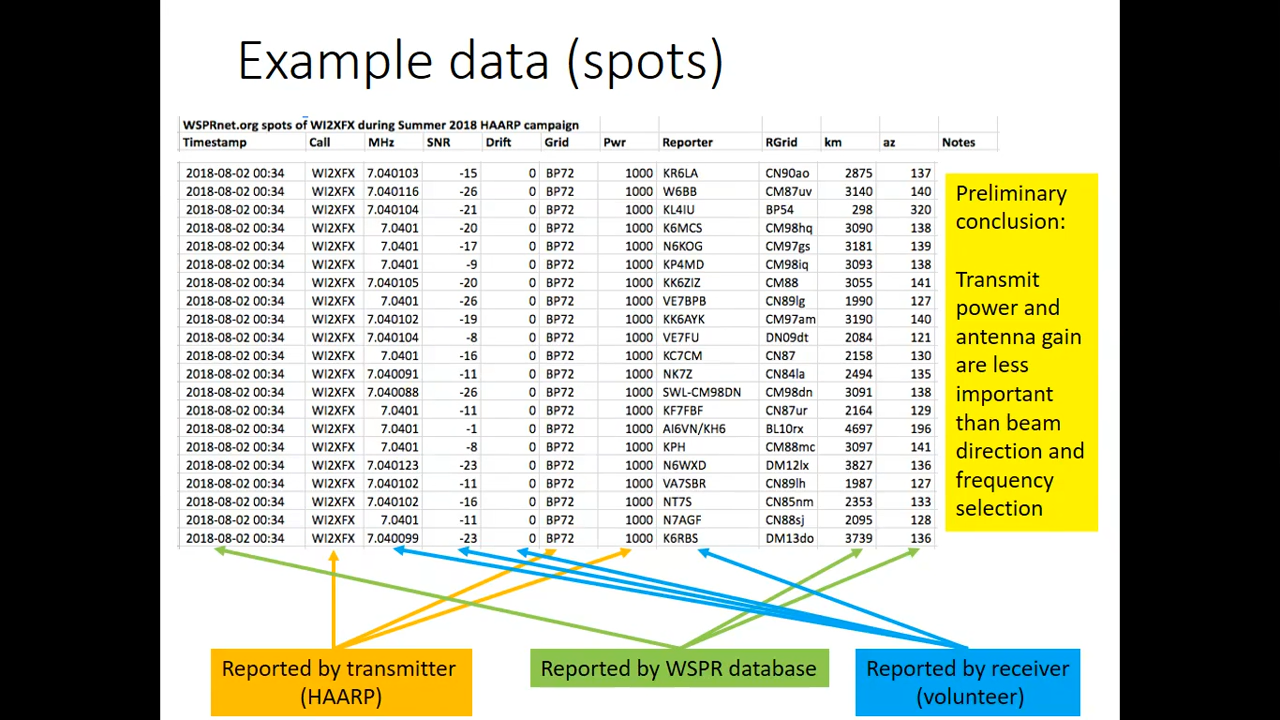 Example data (spots)
WSPRnet.org spots of WI2XFX during Summer 2018 HAARP campaign
Timestamp Call MHz SNR Drift Grid Pwr Reporter RGrid km az Notes
2018-08-02 00:34 WI2XFX 7.040103 -15 0 BP72 1000 KR6LA CN90ao 2875 137
2018-08-02 00:34 WI2XFX 7.040116 -26 0 BP72 1000 W6BB CM87uv 3140 140
2018-08-02 00:34 WI2XFX 7.040104 -21 0 BP72 1000 KL4IU BP54 298 320
2018-08-02 00:34 WI2XFX 7.0401 -20 0 BP72 1000 K6MCS CM98hq 3090 138
2018-08-02 00:34 WI2XFX 7.0401 -17 0 BP72 1000 N6KOG CM97gs 3181 139
2018-08-02 00:34 WI2XFX 7.0401 -9 0 BP72 1000 KP4MD CM98iq 3093 138
2018-08-02 00:34 WI2XFX 7.040105 -20 0 BP72 1000 KK6ZIZ CM88 3055 141
2018-08-02 00:34 WI2XFX 7.0401 -26 0 BP72 1000 VE7BPB CN89lg 1990 127
2018-08-02 00:34 WI2XFX 7.040102 -19 0 BP72 1000 KK6AYK CM97am 3190 140
2018-08-02 00:34 WI2XFX 7.040104 -8 0 BP72 1000 VE7FU DN09dt 2084 121
2018-08-02 00:34 WI2XFX 7.0401 -16 0 BP72 1000 KC7CM CN87 2158 130
2018-08-02 00:34 WI2XFX 7.040091 -11 0 BP72 1000 NK7Z CN84la 2494 135
2018-08-02 00:34 WI2XFX 7.040088 -26 0 BP72 1000 SWL-CM98DN CM98dn 3091 138
2018-08-02 00:34 WI2XFX 7.0401 -11 0 BP72 1000 KF7FBF CN87ur 2164 129
2018-08-02 00:34 WI2XFX 7.0401 -1 0 BP72 1000 AI6VN/KH6 BL10rx 4697 196
2018-08-02 00:34 WI2XFX 7.0401 -8 0 BP72 1000 KPH CM88mc 3097 141
2018-08-02 00:34 WI2XFX 7.040123 -23 0 BP72 1000 N6WXD DM12lx 3827 136
2018-08-02 00:34 WI2XFX 7.040102 -11 0 BP72 1000 VA7SBR CN89lh 1987 127
2018-08-02 00:34 WI2XFX 7.040102 -16 0 BP72 1000 NT7S CN85nm 2353 133
2018-08-02 00:34 WI2XFX 7.0401 -11 0 BP72 1000 N7AGF CN88sj 2095 128
2018-08-02 00:34 WI2XFX 7.040099 -23 0 BP72 1000 K6RBS DM13do 3739 136
Preliminary
conclusion:
Transmit
power and
antenna gain
are less
important
than beam
direction and
frequency
selection
Reported by transmitter
(HAARP)
Reported by WSPR database
Reported by receiver
(volunteer)